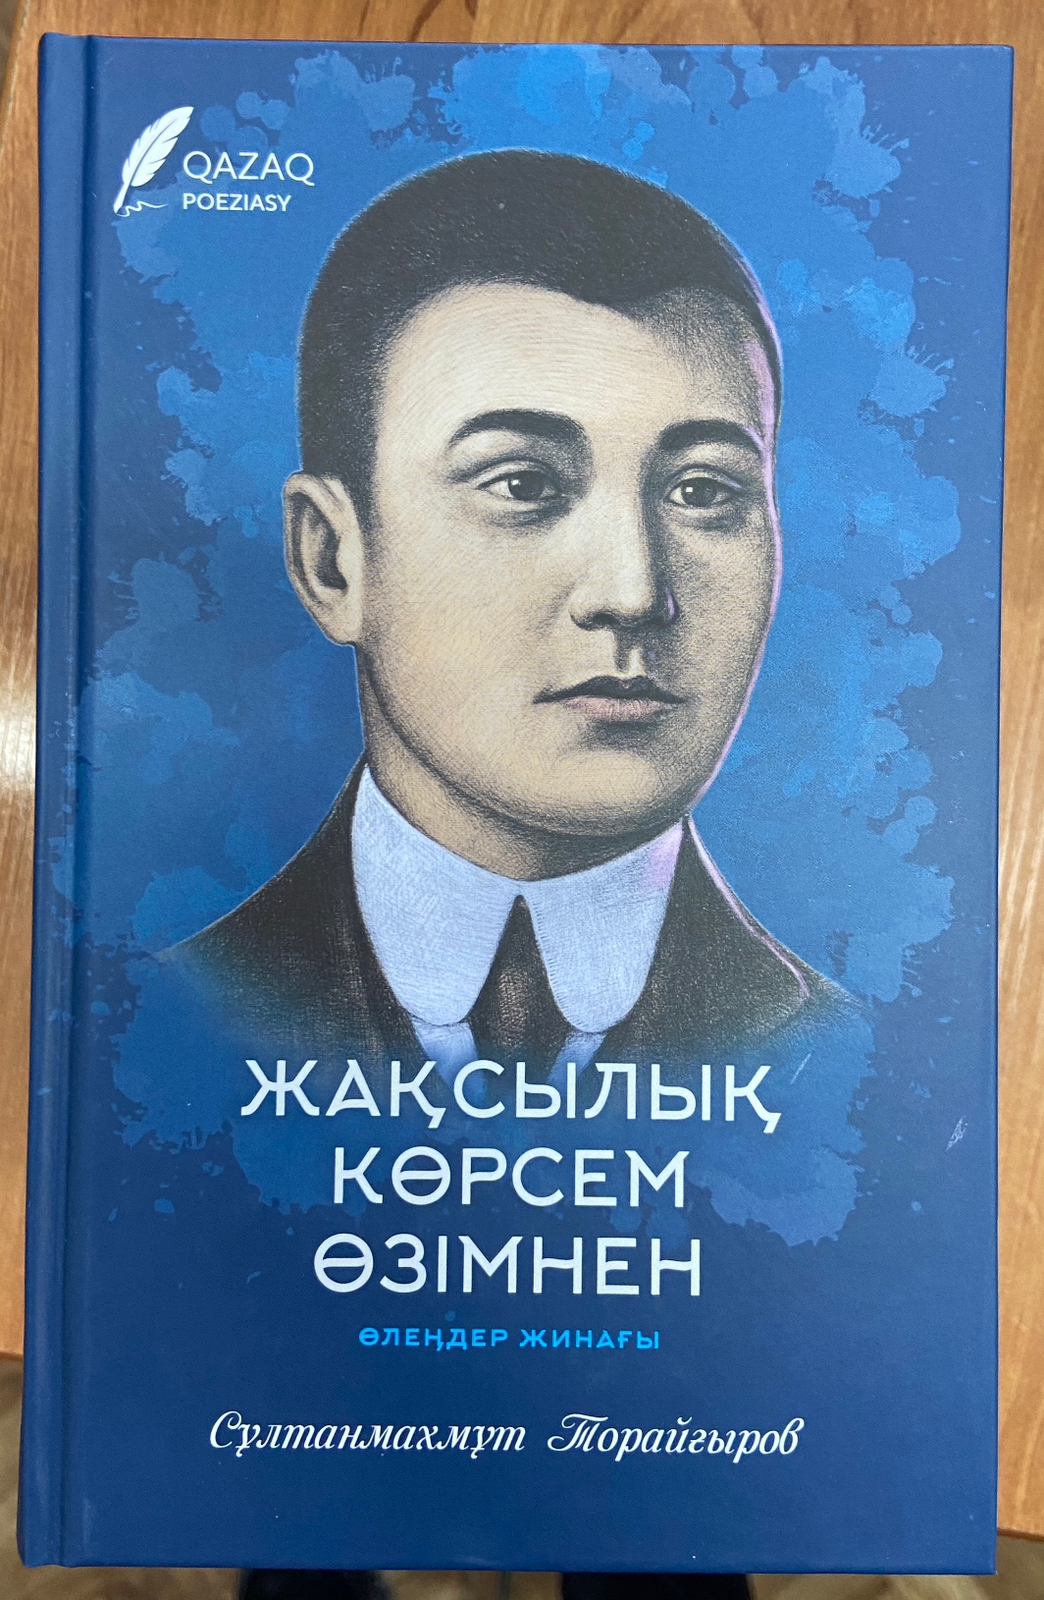 QAZAQ
POEZIASY
ЖАҚСЫЛЫҚ
КӨРСЕМ
ӨЗІМНЕН
ӨЛЕҢДЕР ЖИНАҒЫ
Сұлтанмахмұт Торайғыров